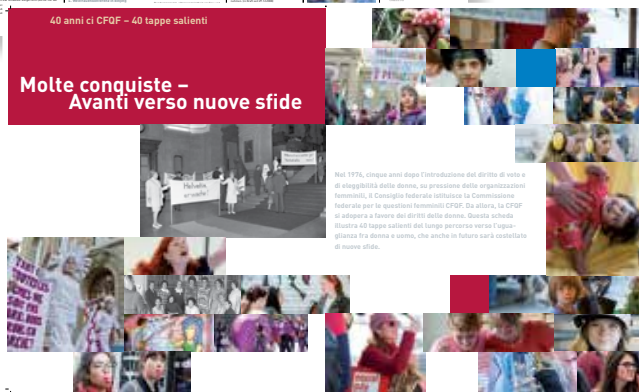 40 anni ci CFQF – 40 tappe salienti
Molte conquiste –
Avanti verso nuove sfide
Helvetia,
erwache!
Nel 1976, cinque anni dopo l'introduzione del diritto di voto e
di eleggibilità delle donne, su pressione delle organizzazioni
femminili, il Consiglio federale istituisce la Commissione
federale per le questioni femminili CFQF. Da allora, la CFQF
si adopera a favore dei diritti delle donne. Questa scheda
illustra 40 tappe salienti del lungo percorso verso l'ugua-
glianza fra donna e uomo, che anche in futuro sarà costellato
di nuove sfide.